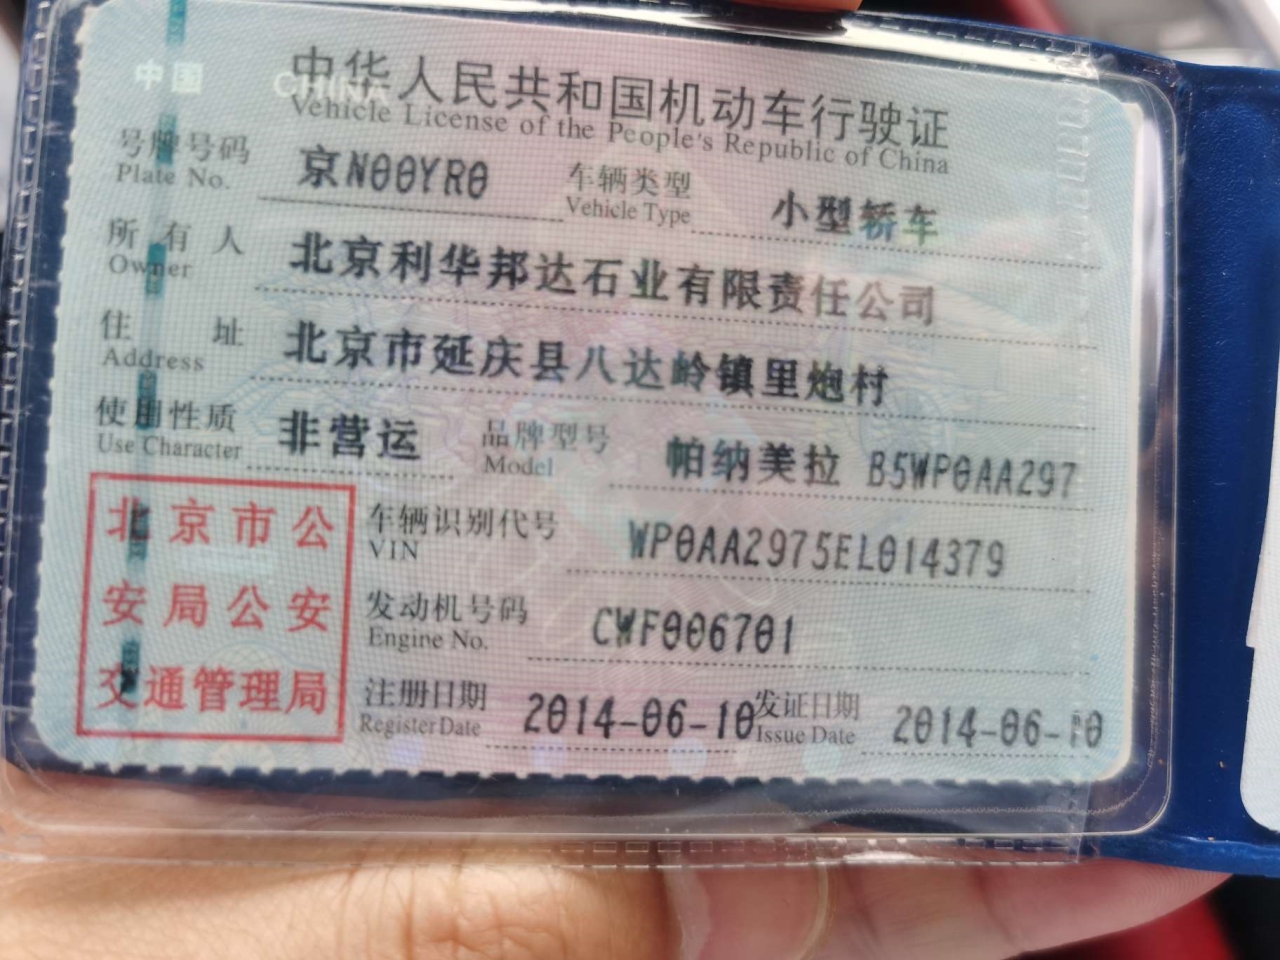 中国 CHINA
中华人民共和国机动车行驶证
Vehicle License of the People's Republic of China
号牌号码 京N00YR0 车辆类型 小型轿车
Plate No. Vehicle Type
所有人 北京利华邦达石业有限责任公司
Owner
住址 北京市延庆县八达岭镇里炮村
Address
使用性质 非营运 品牌型号 帕纳美拉 B5WP0AA297
Use Character Model
北京市公
安局公安
交通管理局
车辆识别代号 WP0AA2975EL014379
VIN
发动机号码 CWF006701
Engine No.
注册日期 2014-06-10 发证日期 2014-06-10
Register Date Issue Date